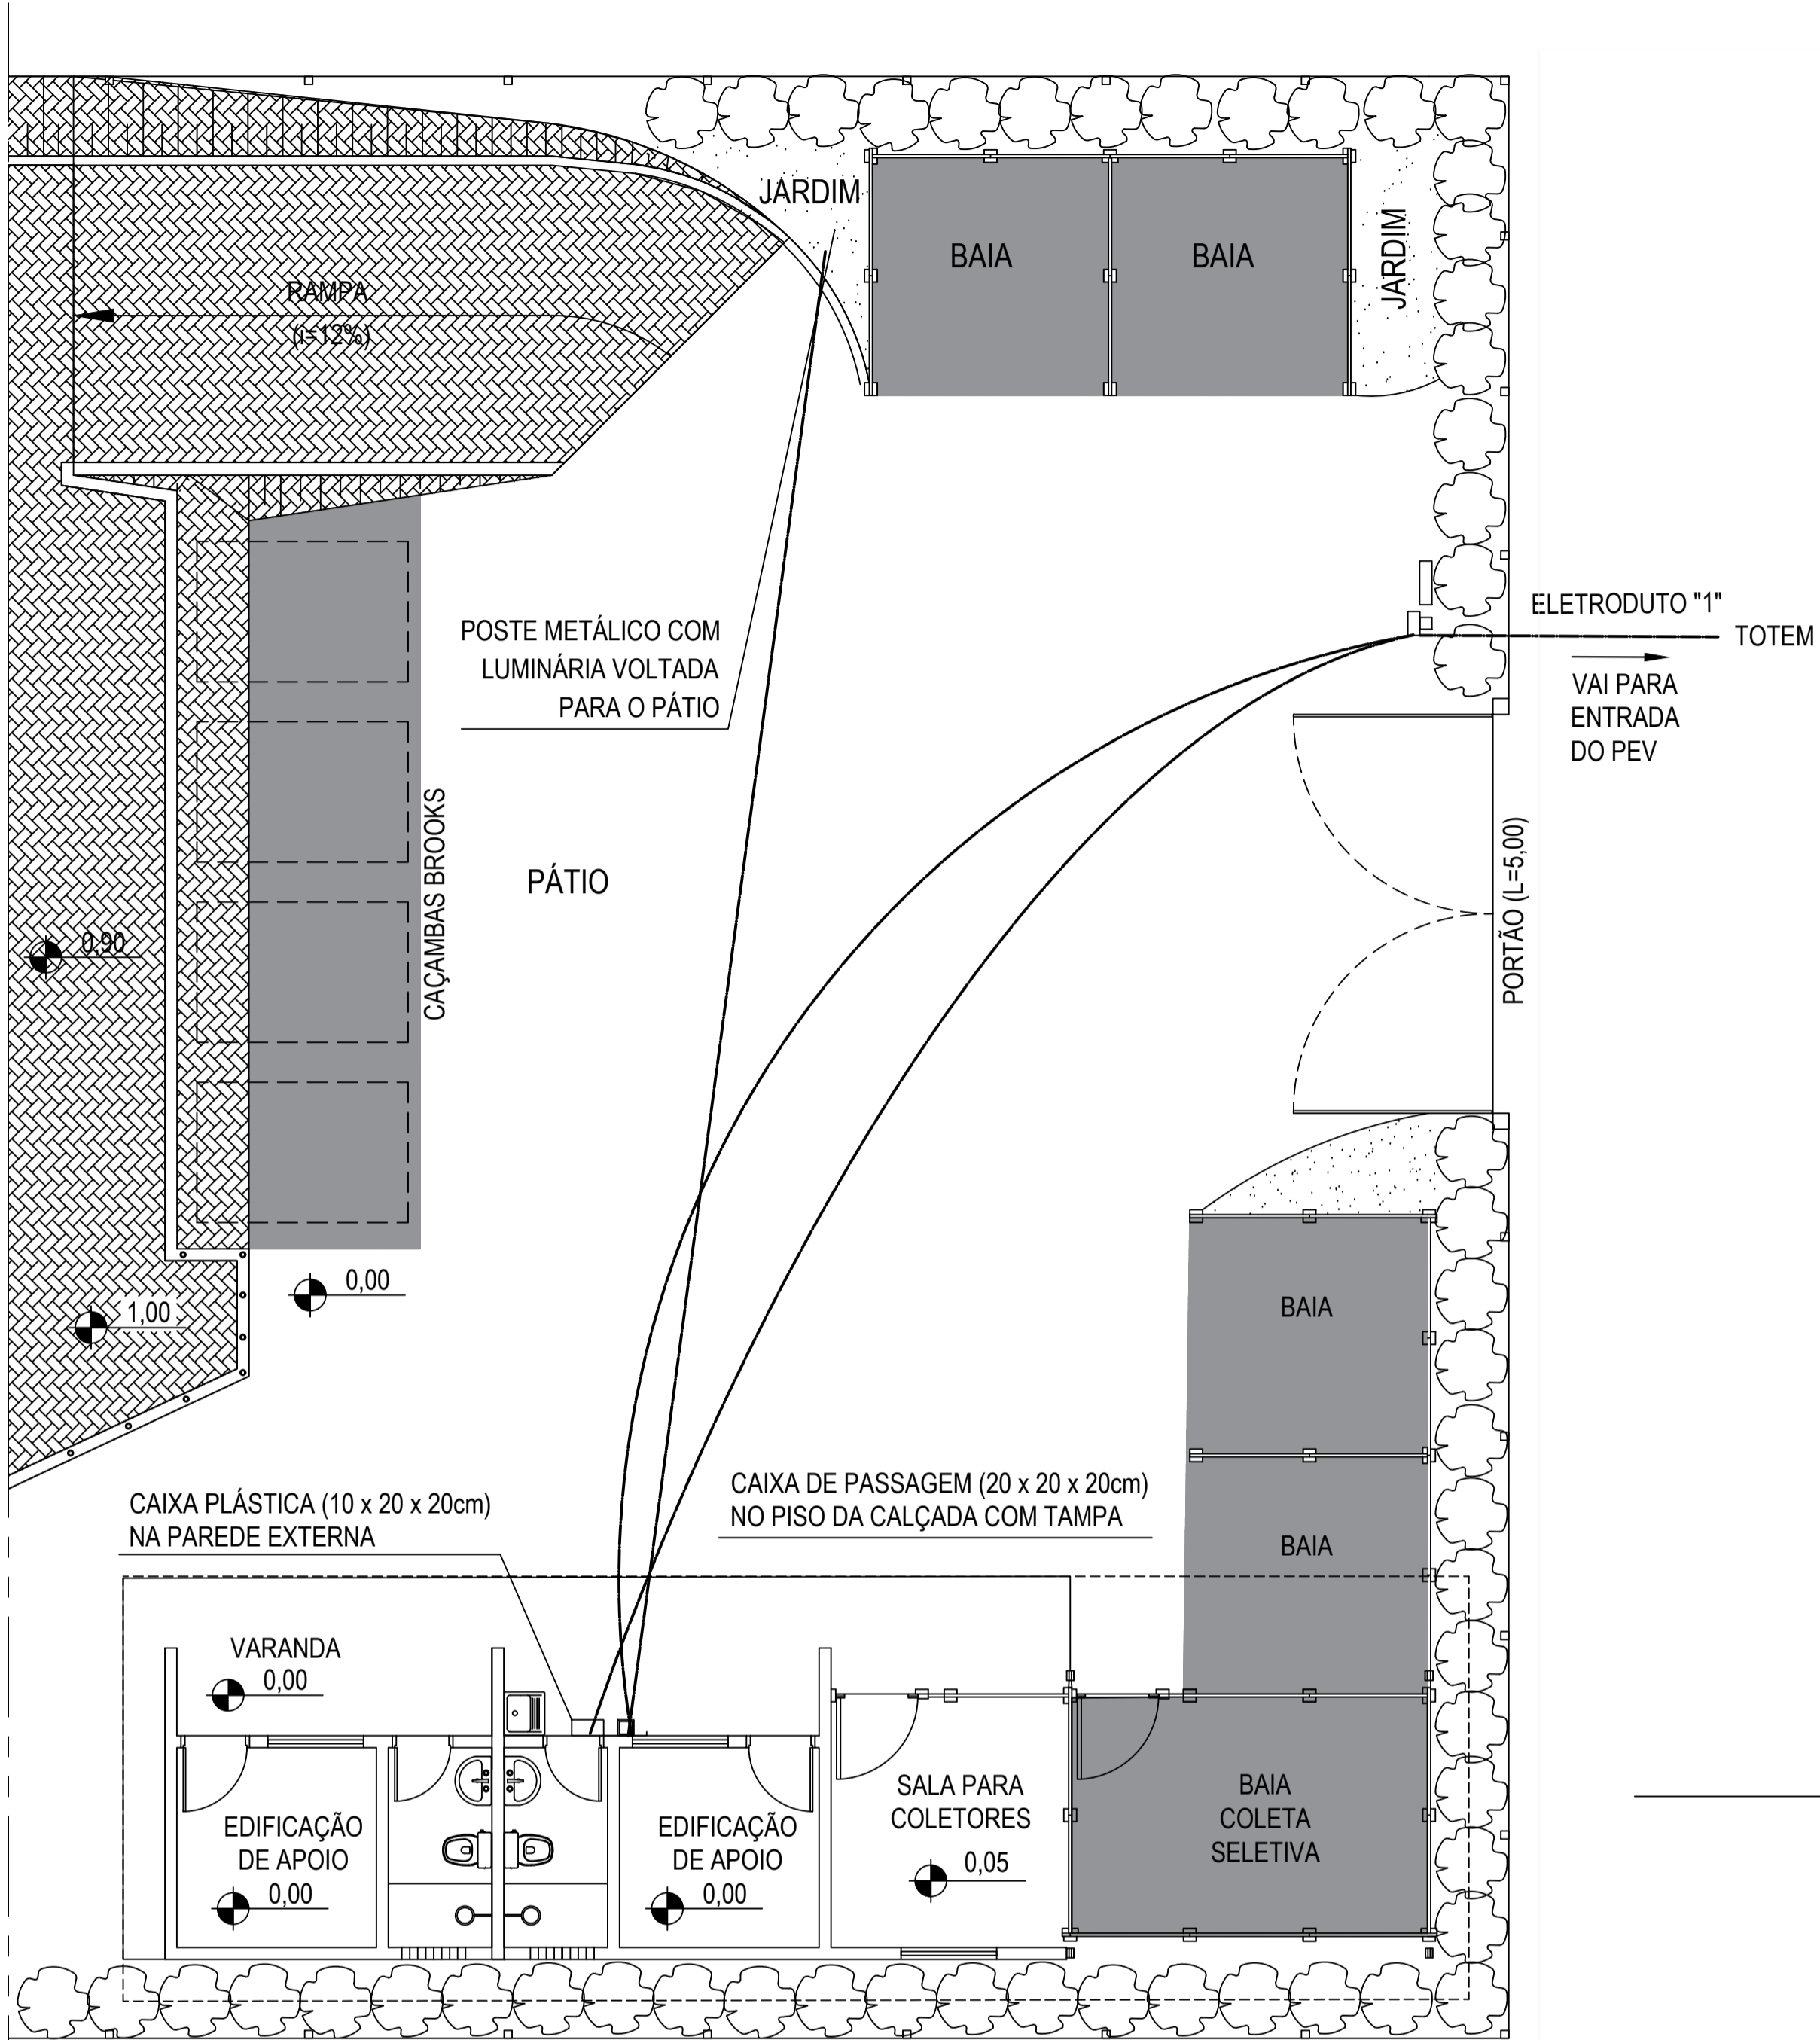 JARDIM
BAIA
BAIA
JARDIM
RAMPA
(i=12%)
POSTE METÁLICO COM
LUMINÁRIA VOLTADA
PARA O PÁTIO
ELETRODUTO "1"
TOTEM
VAI PARA
ENTRADA
DO PEV
CAÇAMBAS BROOKS
PÁTIO
PORTÃO (L=5,00)
0,90
0,00
1,00
BAIA
CAIXA PLÁSTICA (10 x 20 x 20cm)
NA PAREDE EXTERNA
CAIXA DE PASSAGEM (20 x 20 x 20cm)
NO PISO DA CALÇADA COM TAMPA
BAIA
VARANDA
0,00
EDIFICAÇÃO
DE APOIO
0,00
EDIFICAÇÃO
DE APOIO
0,00
SALA PARA
COLETORES
0,05
BAIA
COLETA
SELETIVA